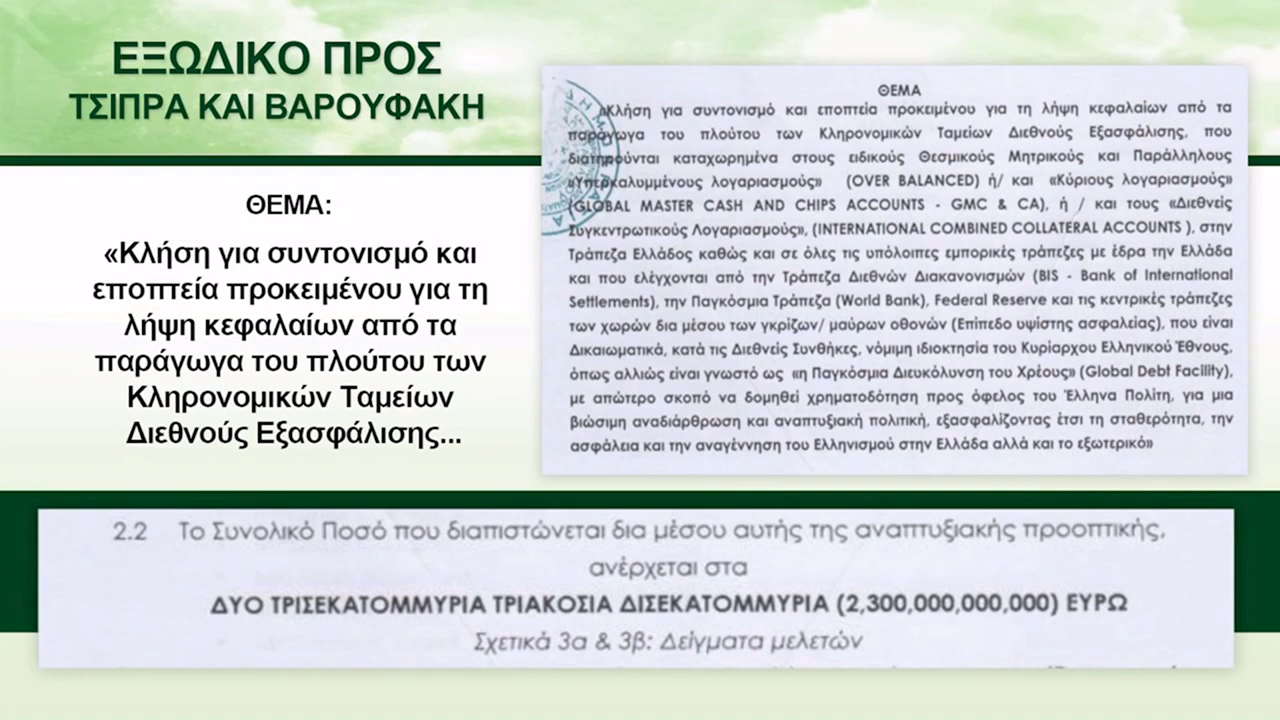 ΕΞΩΔΙΚΟ ΠΡΟΣ
ΤΣΙΠΡΑ ΚΑΙ ΒΑΡΟΥΦΑΚΗ
ΘΕΜΑ:
«Κλήση για συντονισμό και
εποπτεία προκειμένου για τη
λήψη κεφαλαίων από τα
παράγωγα του πλούτου των
Κληρονομικών Ταμείων
Διεθνούς Εξασφάλισης...
ΘΕΜΑ
«Κλήση για συντονισμό και εποπτεία προκειμένου για τη λήψη κεφαλαίων από τα
παράγωγα του πλούτου των Κληρονομικών Ταμείων Διεθνούς Εξασφάλισης, που
διατηρούνται καταχωρημένα στους ειδικούς Θεσμικούς Μητρικούς και Παράλληλους
«Υπερκαλυμμένους λογαριασμούς» (OVER BALANCED) ή/ και «Κύριους λογαριασμούς»
(GLOBAL MASTER CASH AND CHIPS ACCOUNTS - GMC & CA), ή / και τους «Διεθνείς
Συγκεντρωτικούς Λογαριασμούς», (INTERNATIONAL COMBINED COLLATERAL ACCOUNTS ), στην
Τράπεζα Ελλάδος καθώς και σε όλες τις υπόλοιπες εμπορικές τράπεζες με έδρα την Ελλάδα
και που ελέγχονται από την Τράπεζα Διεθνών Διακανονισμών (BIS - Bank of International
Settlements), την Παγκόσμια Τράπεζα (World Bank), Federal Reserve και τις κεντρικές τράπεζες
των χωρών δια μέσου των γκρίζων/ μαύρων οθονών (Επίπεδο υψίστης ασφαλείας), που είναι
Δικαιωματικά, κατά τις Διεθνείς Συνθήκες, νόμιμη ιδιοκτησία του Κυρίαρχου Ελληνικού Έθνους,
όπως αλλιώς είναι γνωστό ως «η Παγκόσμια Διευκόλυνση του Χρέους» (Global Debt Facility),
με απώτερο σκοπό να δομηθεί χρηματοδότηση προς όφελος του Έλληνα Πολίτη, για μια
βιώσιμη αναδιάρθρωση και αναπτυξιακή πολιτική, εξασφαλίζοντας έτσι τη σταθερότητα, την
ασφάλεια και την αναγέννηση του Ελληνισμού στην Ελλάδα αλλά και το εξωτερικό»
2.2 Το Συνολικό Ποσό που διαπιστώνεται δια μέσου αυτής της αναπτυξιακής προοπτικής,
ανέρχεται στα
ΔΥΟ ΤΡΙΣΕΚΑΤΟΜΜΥΡΙΑ ΤΡΙΑΚΟΣΙΑ ΔΙΣΕΚΑΤΟΜΜΥΡΙΑ (2,300,000,000,000) ΕΥΡΩ
Σχετικά 3α & 3β: Δείγματα μελετών